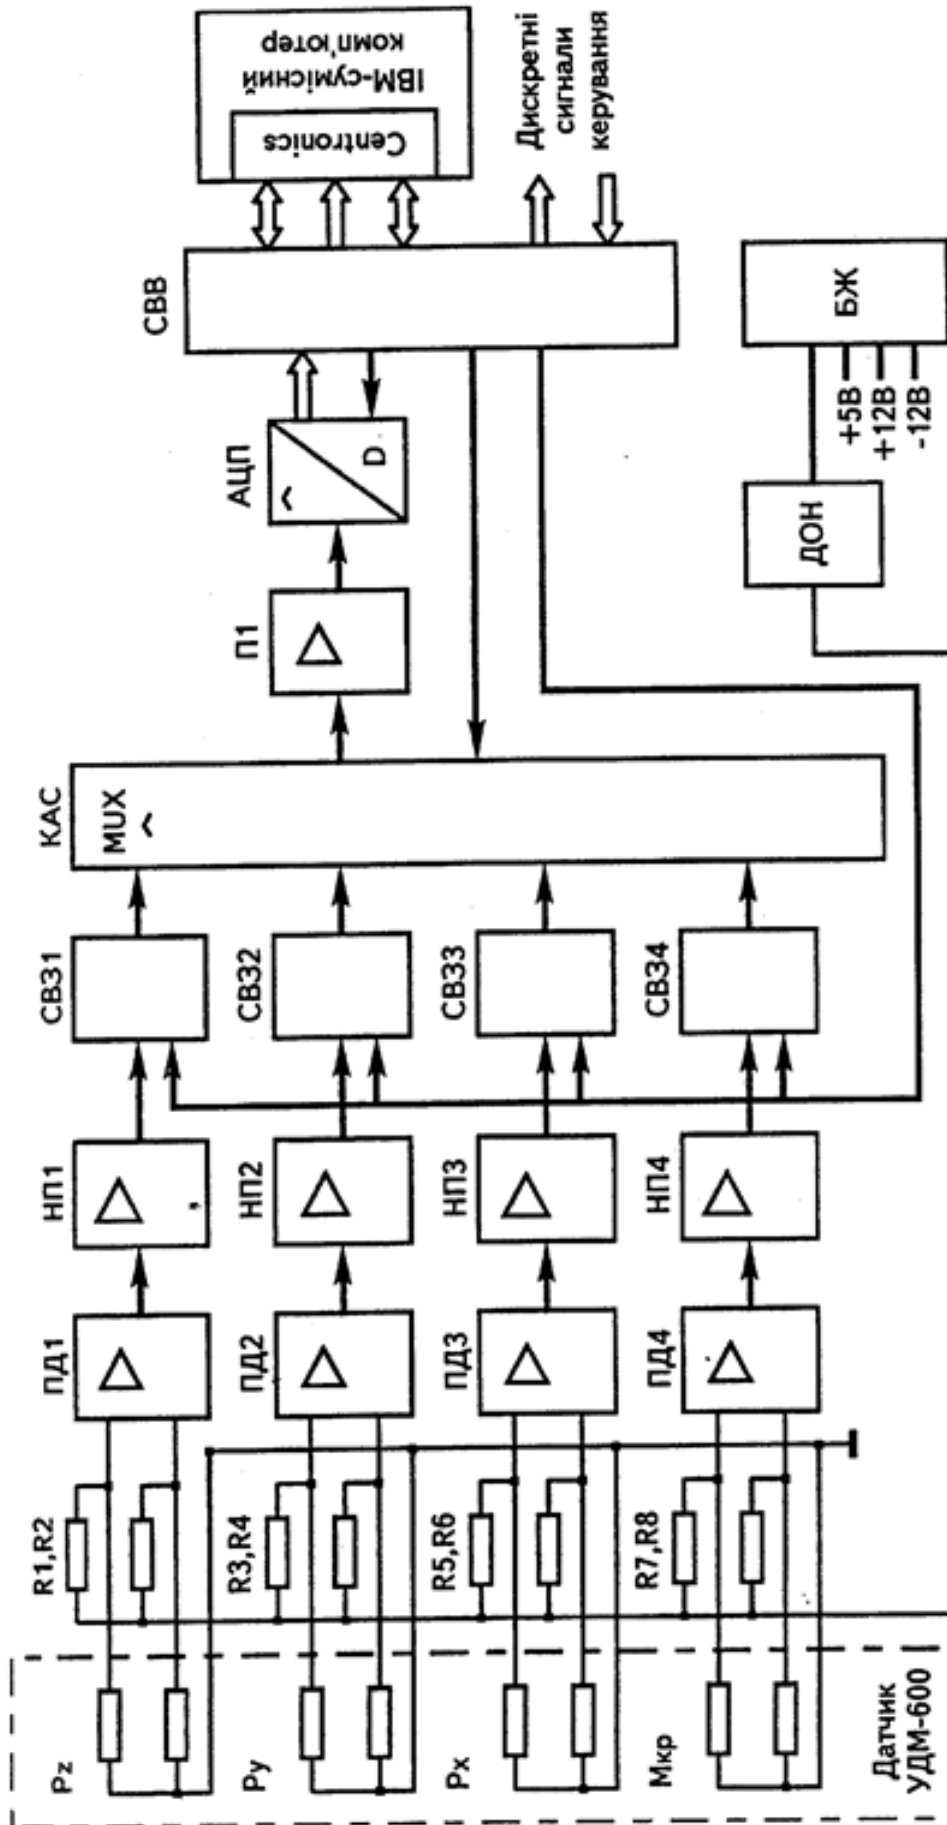 Pz
Py
Px
Мкр
Датчик
УДМ-600
R1,R2
R3,R4
R5,R6
R7,R8
ПД1
ПД2
ПД3
ПД4
НП1
НП2
НП3
НП4
СВЗ1
СВЗ2
СВЗ3
СВЗ4
КАС
MUX
~
П1
АЦП
~
D
СВВ
IBM-сумісний
комп'ютер
Centronics
Дискретні
сигнали
керування
ДОН
БЖ
+5В
+12В
-12В